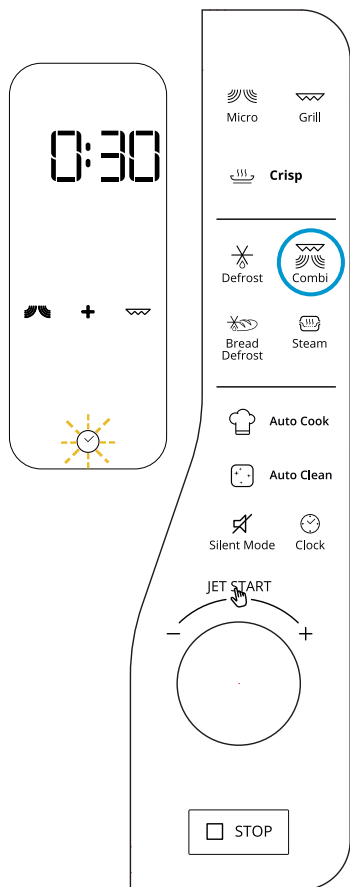 0:30
Micro Grill
Crisp
Defrost Combi
Bread Steam
Defrost
Auto Cook
Auto Clean
Silent Mode Clock
JET START
− +
STOP